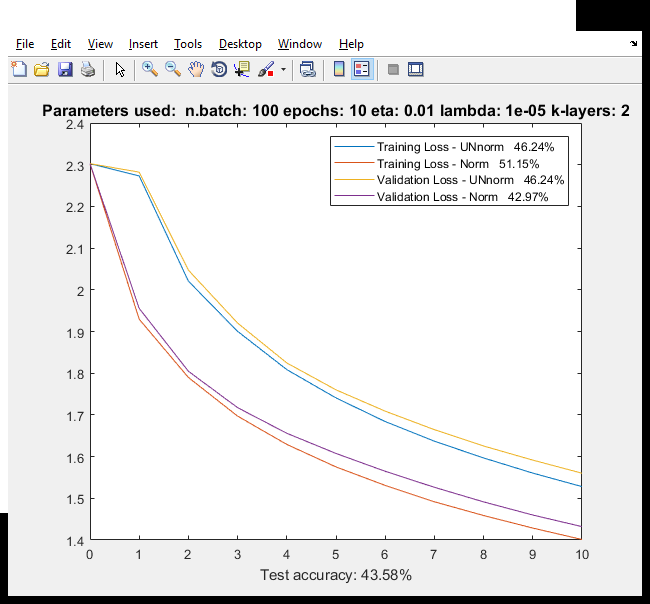 File Edit View Insert Tools Desktop Window Help
Parameters used: n.batch: 100 epochs: 10 eta: 0.01 lambda: 1e-05 k-layers: 2
2.4
Training Loss - UNnorm 46.24%
Training Loss - Norm 51.15%
Validation Loss - UNnorm 46.24%
Validation Loss - Norm 42.97%
2.3
2.2
2.1
2
1.9
1.8
1.7
1.6
1.5
1.4
0 1 2 3 4 5 6 7 8 9 10
Test accuracy: 43.58%